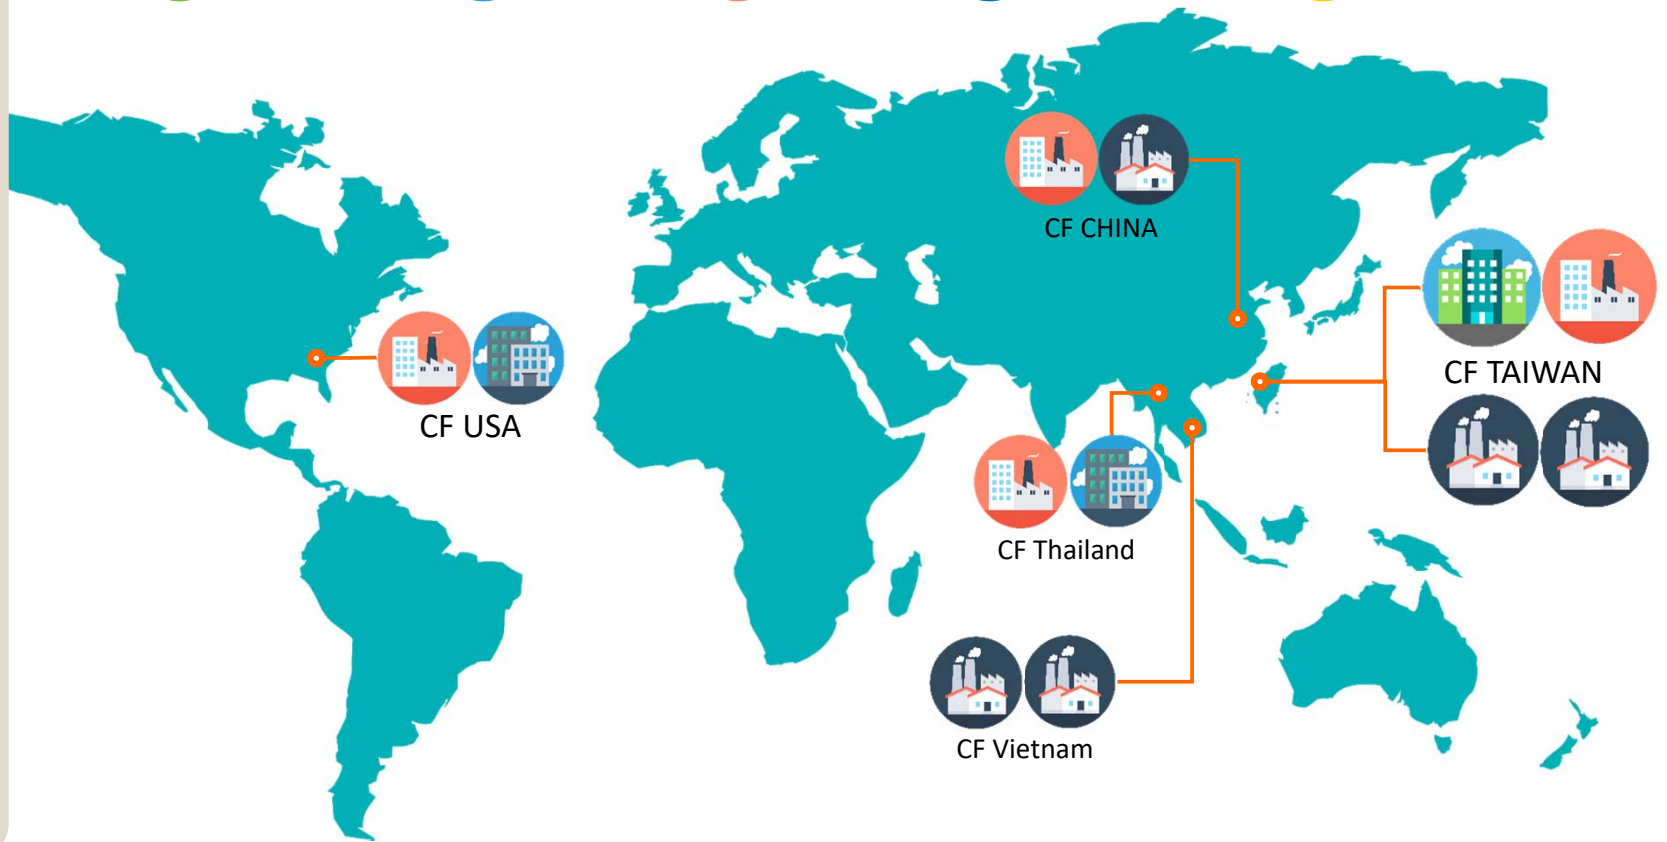 CF CHINA
CF TAIWAN
CF USA
CF Thailand
CF Vietnam